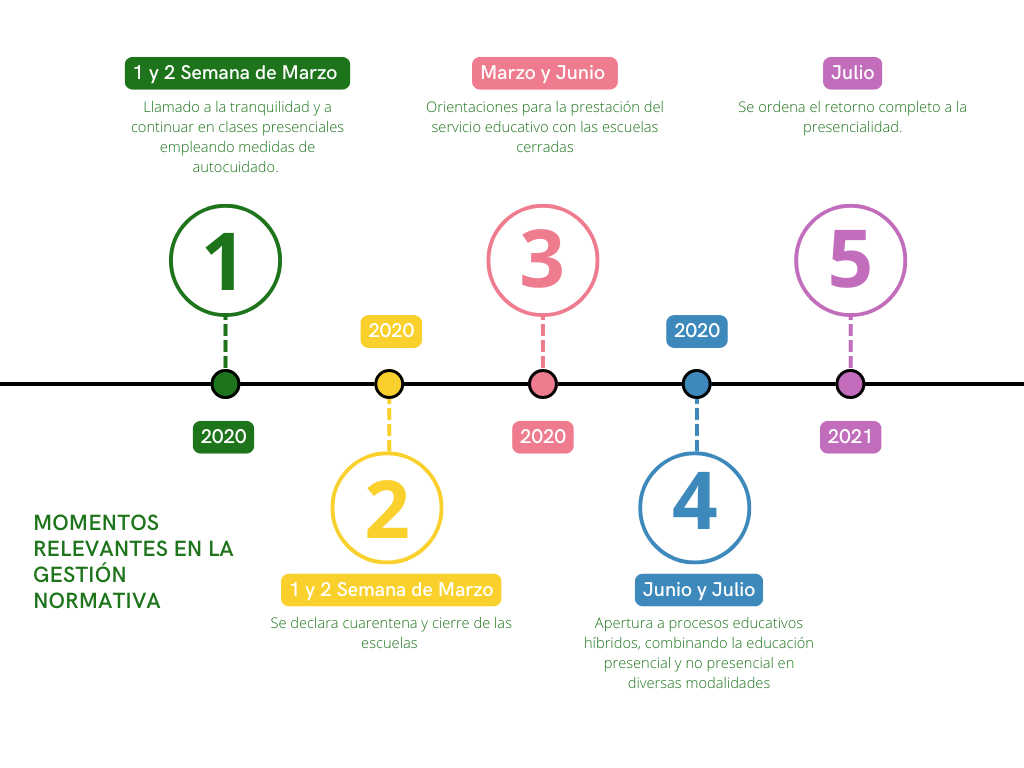 1 y 2 Semana de Marzo
Llamado a la tranquilidad y a
continuar en clases presenciales
empleando medidas de
autocuidado.
1
2020
2020
2
1 y 2 Semana de Marzo
Se declara cuarentena y cierre de las
escuelas
Marzo y Junio
Orientaciones para la prestación del
servicio educativo con las escuelas
cerradas
3
2020
2020
4
Junio y Julio
Apertura a procesos educativos
híbridos, combinando la educación
presencial y no presencial en
diversas modalidades
Julio
Se ordena el retorno completo a la
presencialidad.
5
2021
MOMENTOS
RELEVANTES EN LA
GESTIÓN
NORMATIVA